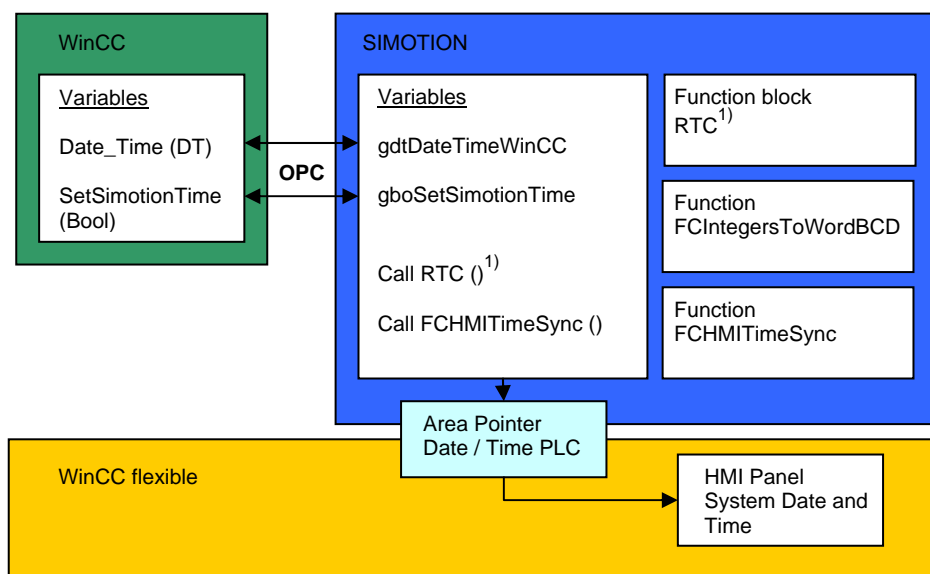 WinCC
Variables
Date_Time (DT)
SetSimotionTime
(Bool)
OPC
SIMOTION
Variables
gdtDateTimeWinCC
gboSetSimotionTime
Call RTC ()1)
Call FCHMITimeSync ()
Function block
RTC1)
Function
FCIntegersToWordBCD
Function
FCHMITimeSync
Area Pointer
Date / Time PLC
WinCC flexible
HMI Panel
System Date and
Time